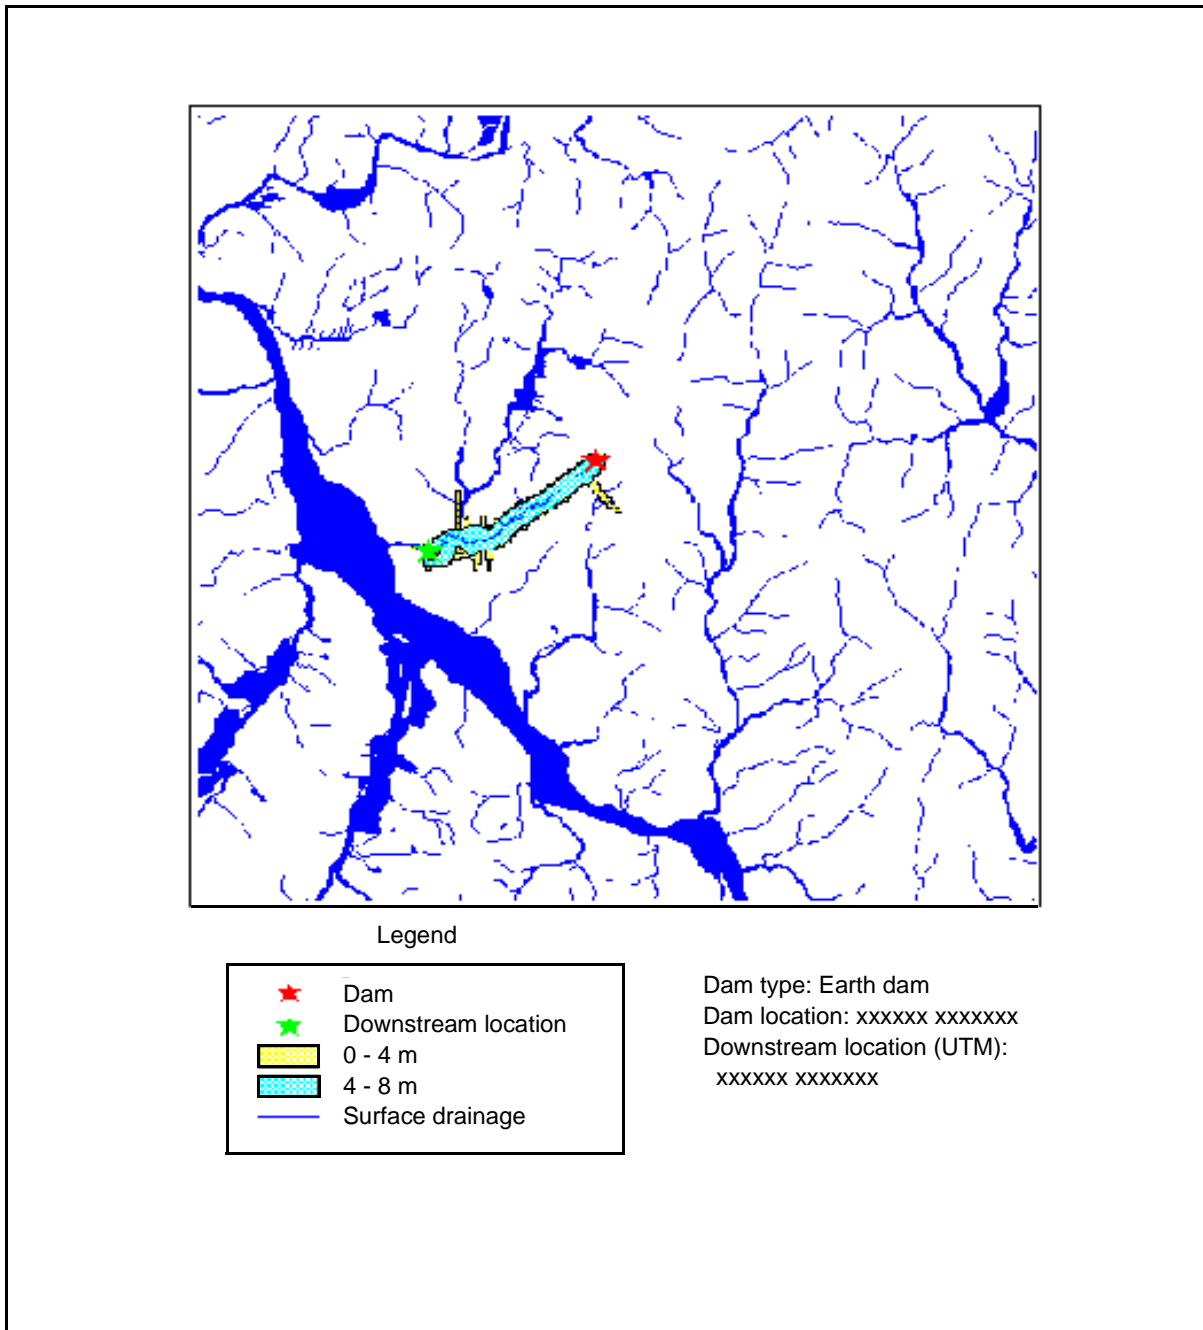 Legend
Dam
Downstream location
0 - 4 m
4 - 8 m
Surface drainage
Dam type: Earth dam
Dam location: xxxxxx xxxxxxx
Downstream location (UTM):
xxxxxx xxxxxxx